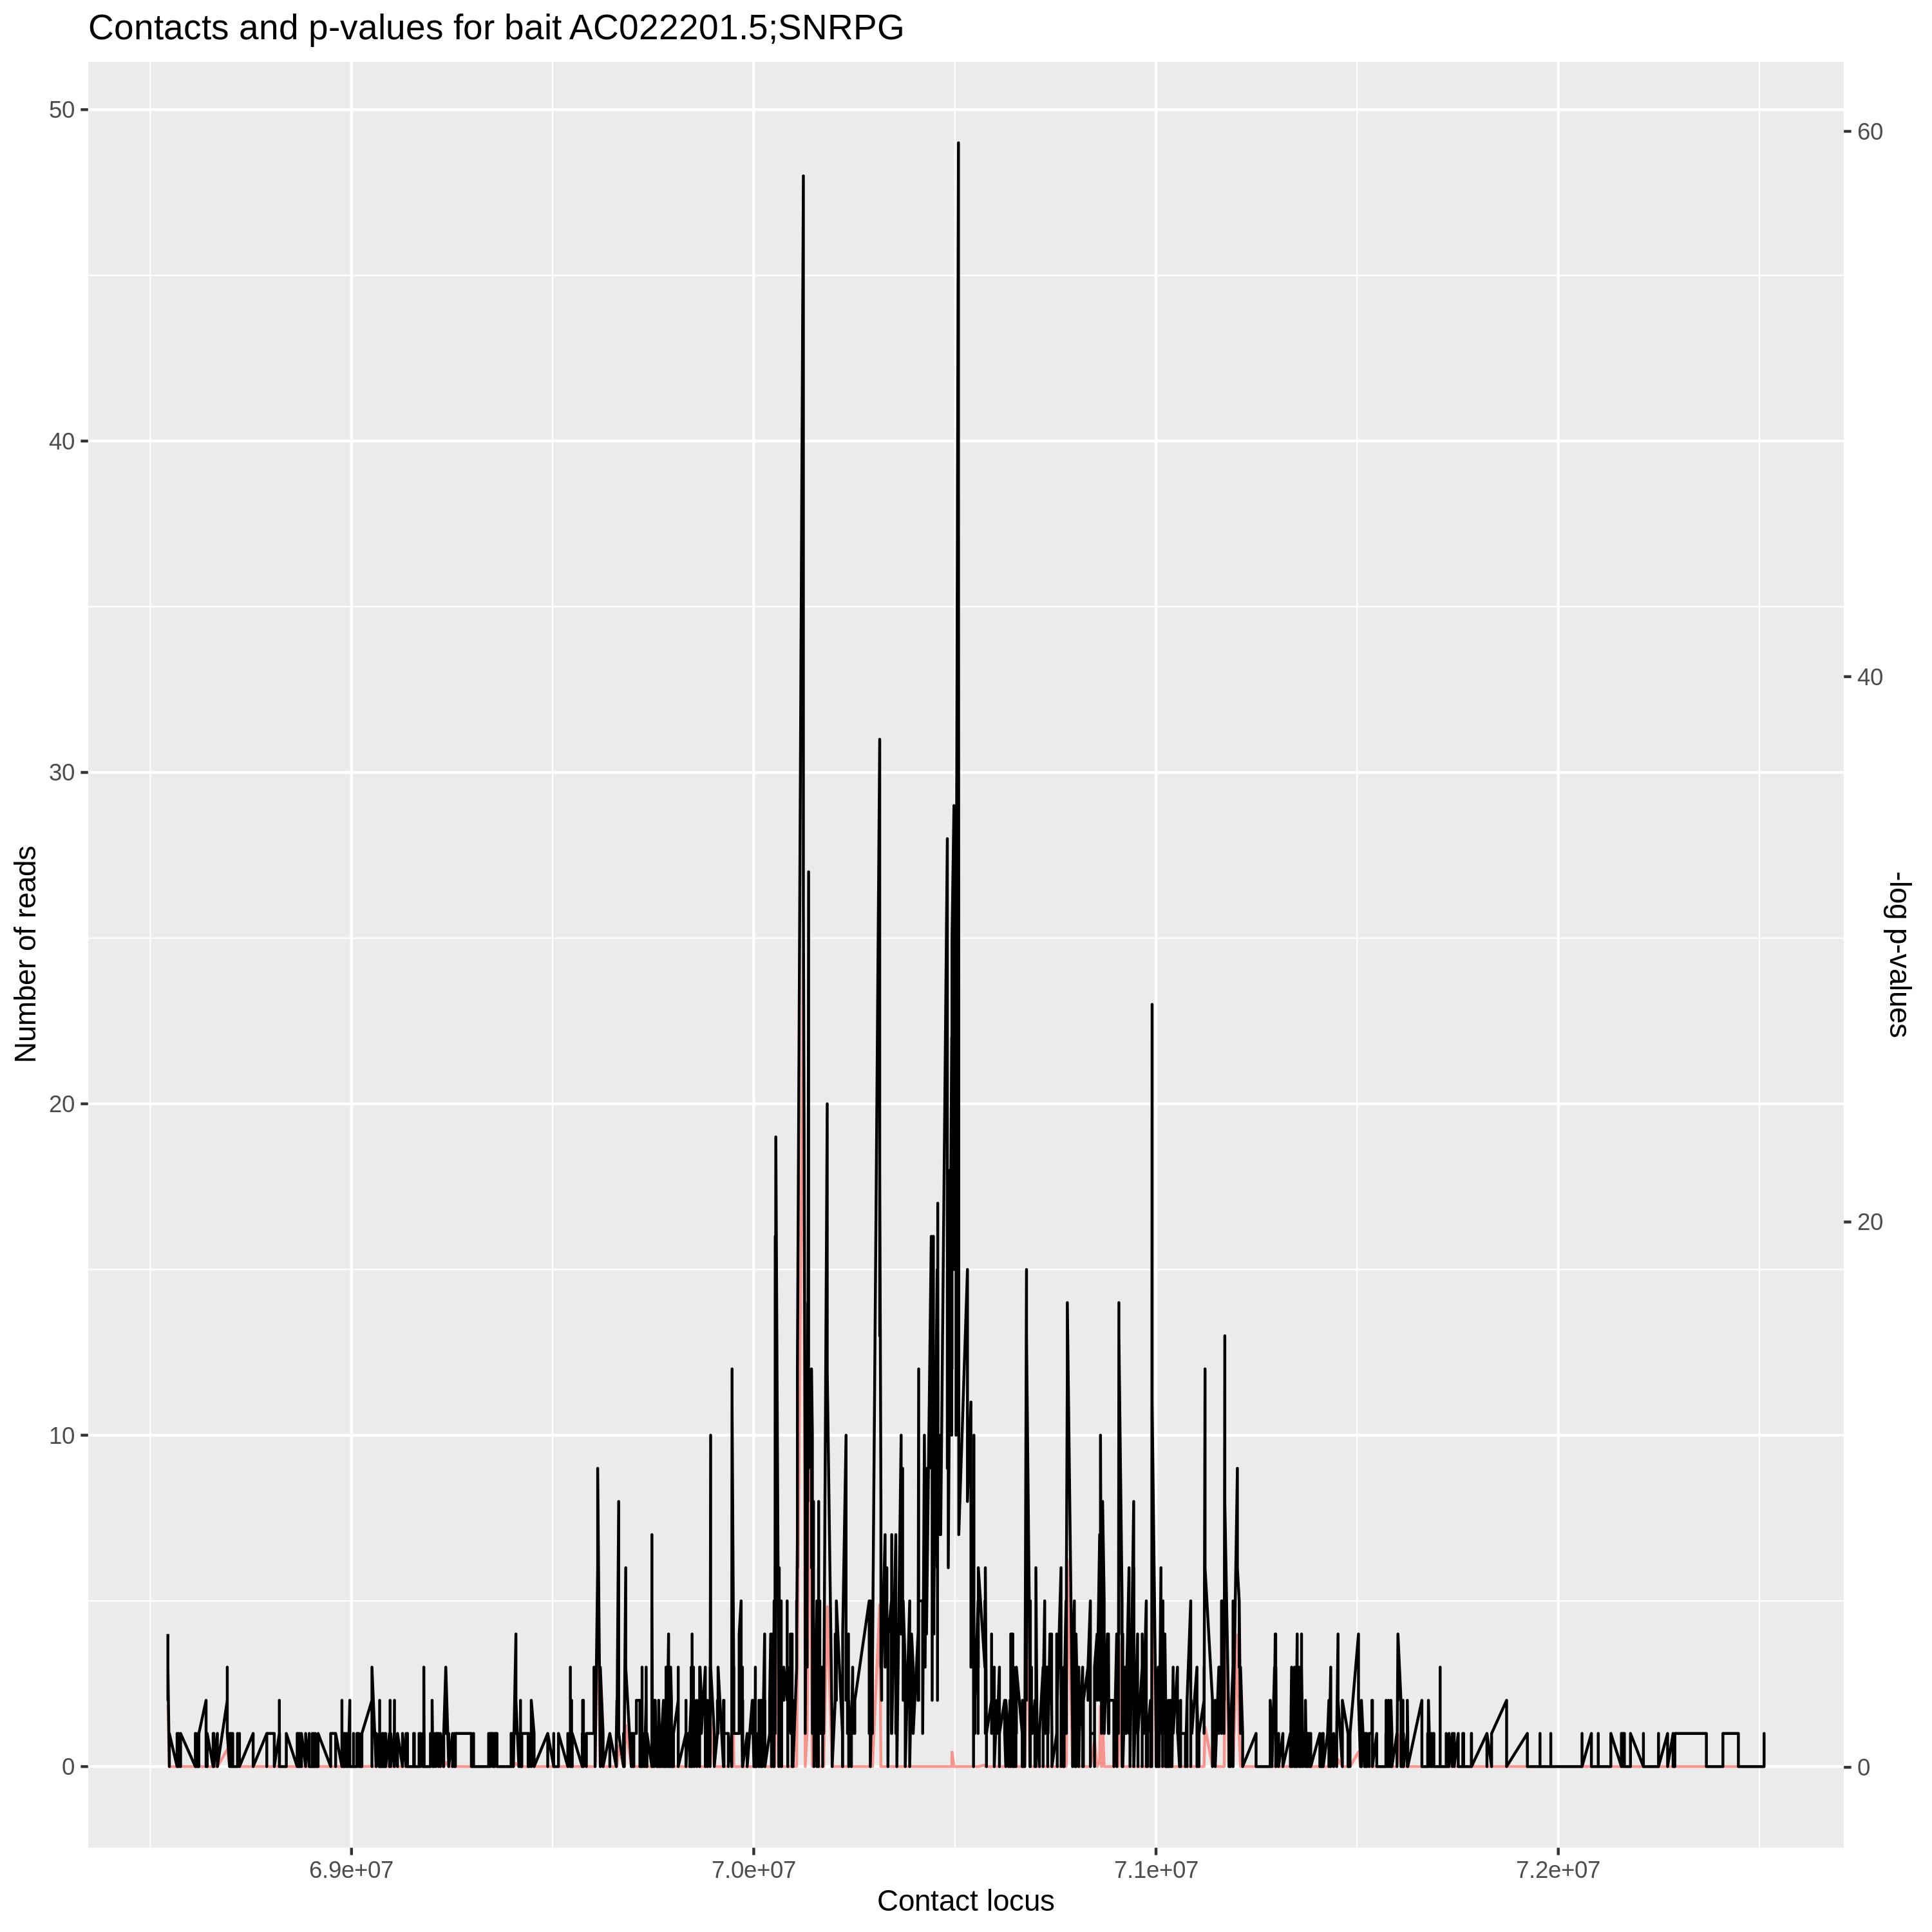 Contacts and p-values for bait AC022201.5;SNRPG
50
40
30
20
10
0
Number of reads
60
40
20
0
-log p-values
6.9e+07
7.0e+07
7.1e+07
7.2e+07
Contact locus